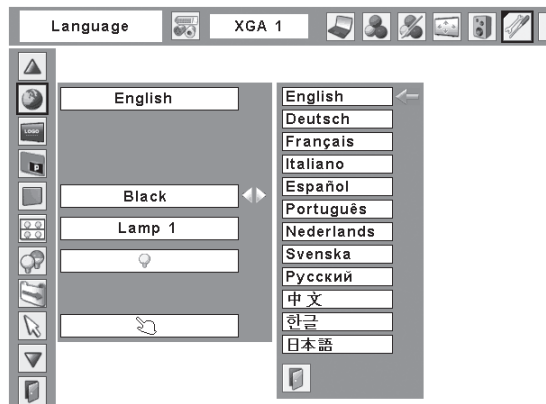 Language
XGA 1
LOGO
P
English
Black
Lamp 1
English
Deutsch
Français
Italiano
Español
Português
Nederlands
Svenska
Русский
中文
한글
日本語